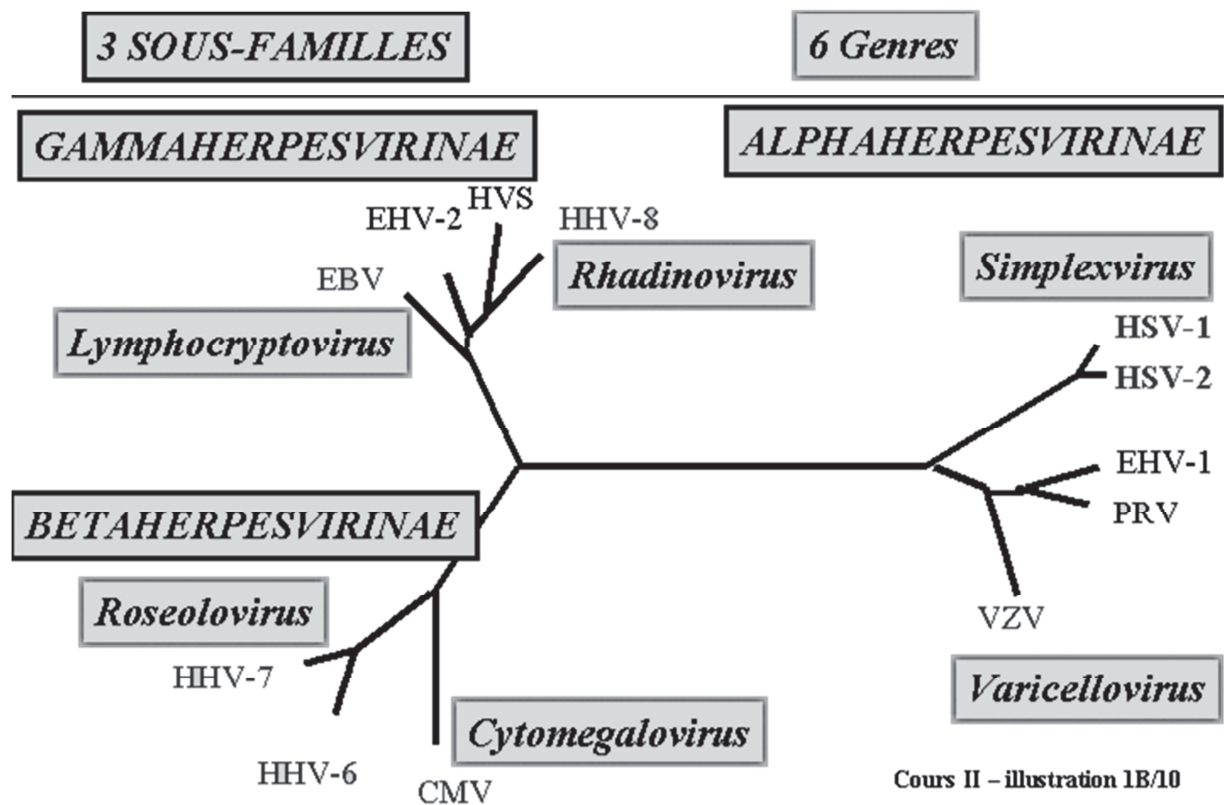 3 SOUS-FAMILLES
6 Genres
GAMMAHERPESVIRINAE
ALPHAHERPESVIRINAE
HVS
EHV-2
HHV-8
EBV
Rhadinovirus
Simplexvirus
Lymphocryptovirus
HSV-1
HSV-2
EHV-1
PRV
BETAHERPESVIRINAE
Roseolovirus
VZV
HHV-7
Varicellovirus
Cytomegalovirus
HHV-6
CMV
Cours II – illustration 1B/10